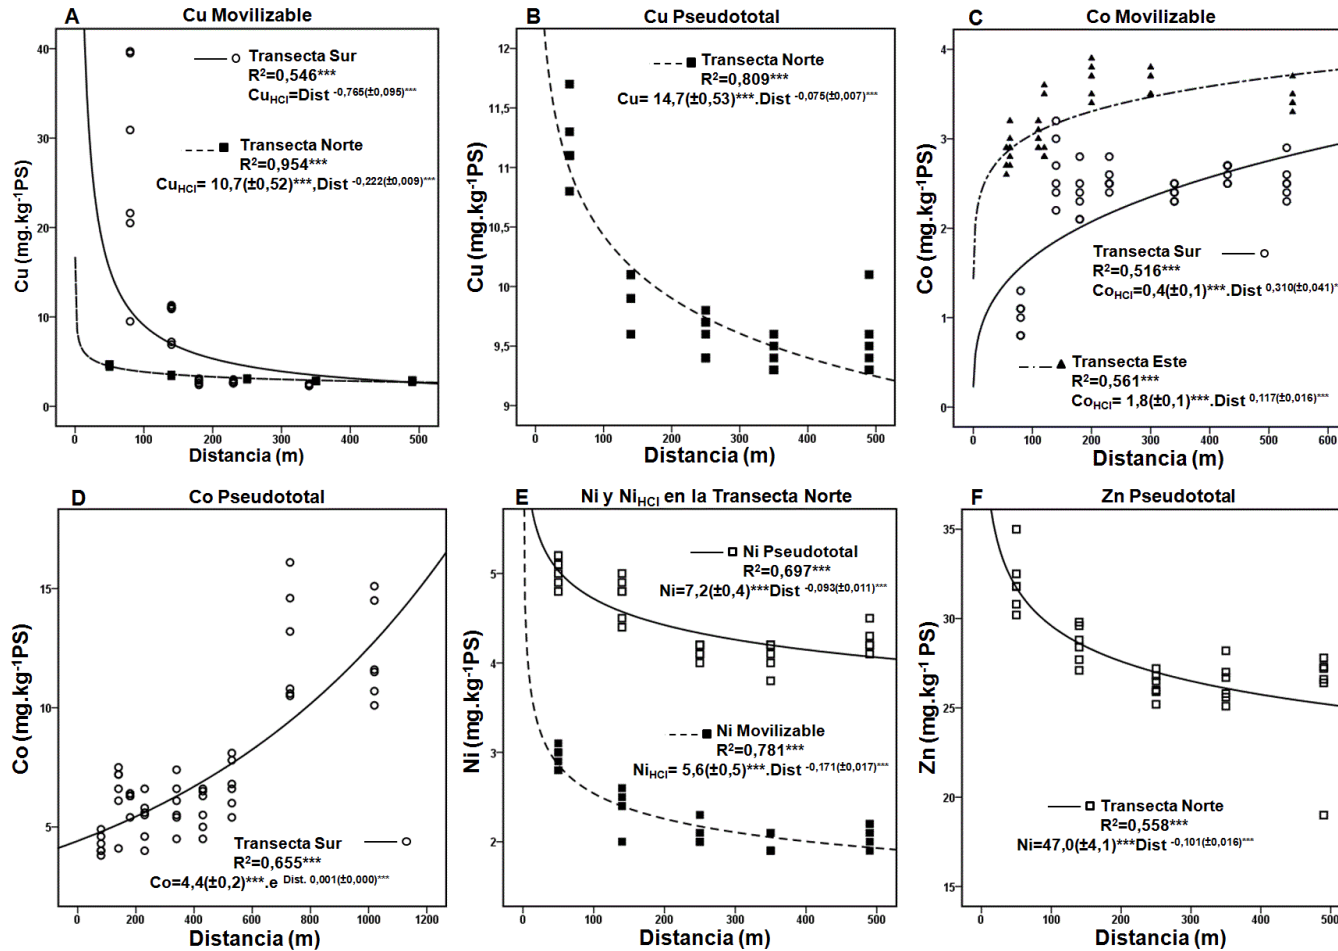 A
Cu Movilizable
Transecta Sur
R²=0,546***
Cu_HCl=Dist ⁻⁰,⁷⁶⁵⁽±⁰,⁰⁹⁵⁾***
Transecta Norte
R²=0,954***
Cu_HCl= 10,7(±0,52)***,Dist ⁻⁰,²²²⁽±⁰,⁰⁰⁹⁾***
Cu (mg.kg⁻¹PS)
40
30
20
10
0
0 100 200 300 400 500
Distancia (m)
B
Cu Pseudototal
Transecta Norte
R²=0,809***
Cu= 14,7(±0,53)***.Dist ⁻⁰,⁰⁷⁵⁽±⁰,⁰⁰⁷⁾***
Cu (mg.kg⁻¹PS)
12
11,5
11
10,5
10
9,5
9
0 100 200 300 400 500
Distancia (m)
C
Co Movilizable
Transecta Sur
R²=0,516***
Co_HCl=0,4(±0,1)***.Dist ⁰,³¹⁰⁽±⁰,⁰⁴¹⁾*
Transecta Este
R²=0,561***
Co_HCl= 1,8(±0,1)***.Dist ⁰,¹¹⁷⁽±⁰,⁰¹⁶⁾***
Co (mg.kg⁻¹PS)
4
3
2
1
0
0 100 200 300 400 500 600
Distancia (m)
D
Co Pseudototal
Transecta Sur
R²=0,655***
Co=4,4(±0,2)***.e ᴰⁱˢᵗ· ⁰,⁰⁰¹⁽±⁰,⁰⁰⁰⁾***
Co (mg.kg⁻¹PS)
15
10
5
0 200 400 600 800 1000 1200
Distancia (m)
E
Ni y Ni_HCl en la Transecta Norte
Ni Pseudototal
R²=0,697***
Ni=7,2(±0,4)***Dist ⁻⁰,⁰⁹³⁽±⁰,⁰¹¹⁾***
Ni Movilizable
R²=0,781***
Ni_HCl= 5,6(±0,5)***.Dist ⁻⁰,¹⁷¹⁽±⁰,⁰¹⁷⁾***
Ni (mg.kg⁻¹PS)
5
4
3
2
0 100 200 300 400 500
Distancia (m)
F
Zn Pseudototal
Transecta Norte
R²=0,558***
Ni=47,0(±4,1)***Dist ⁻⁰,¹⁰¹⁽±⁰,⁰¹⁶⁾***
Zn (mg.kg⁻¹ PS)
35
30
25
20
15
0 100 200 300 400 500
Distancia (m)